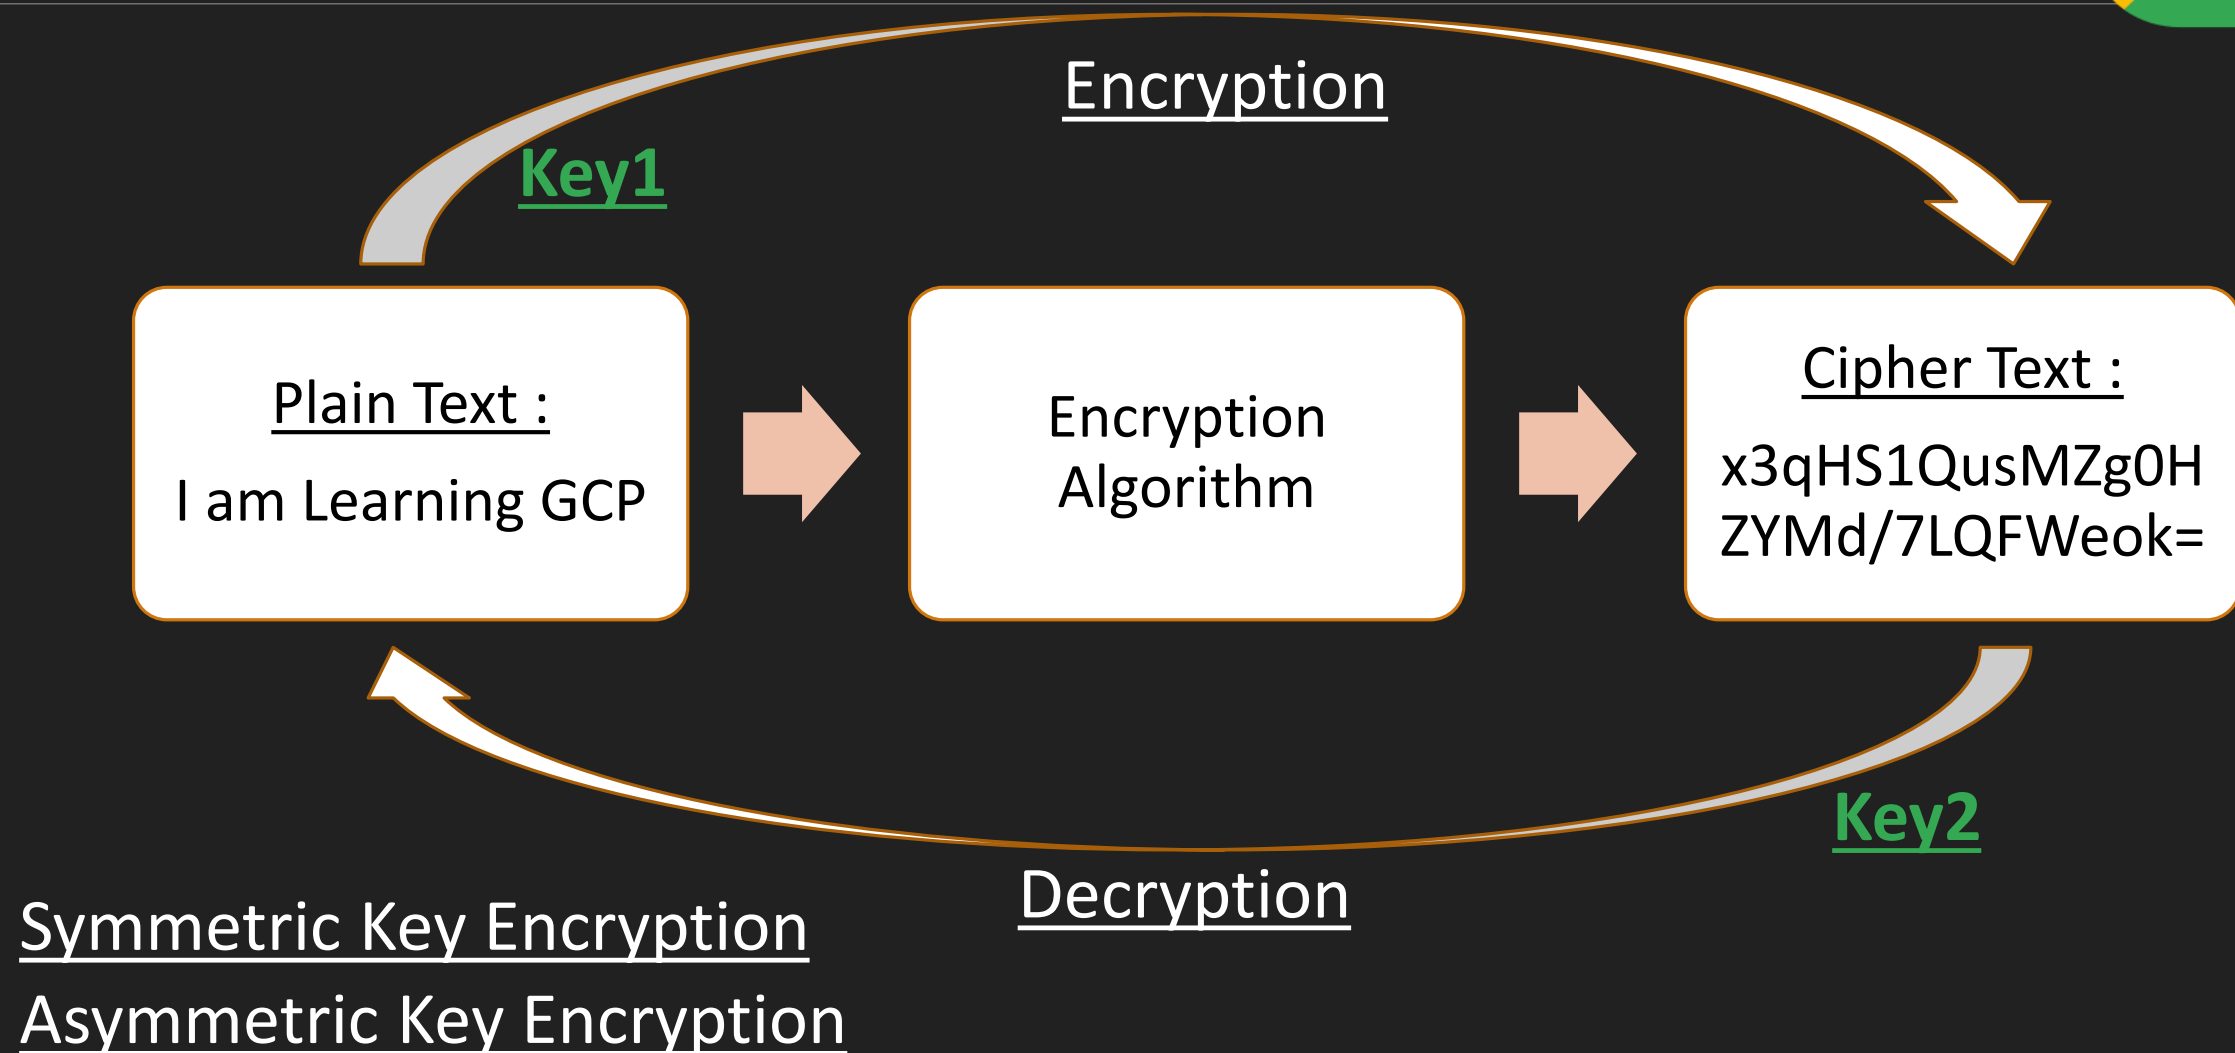 Encryption
Key1
Plain Text :
I am Learning GCP
Encryption
Algorithm
Cipher Text :
x3qHS1QusMZg0H
ZYMd/7LQFWeok=
Key2
Decryption
Symmetric Key Encryption
Asymmetric Key Encryption